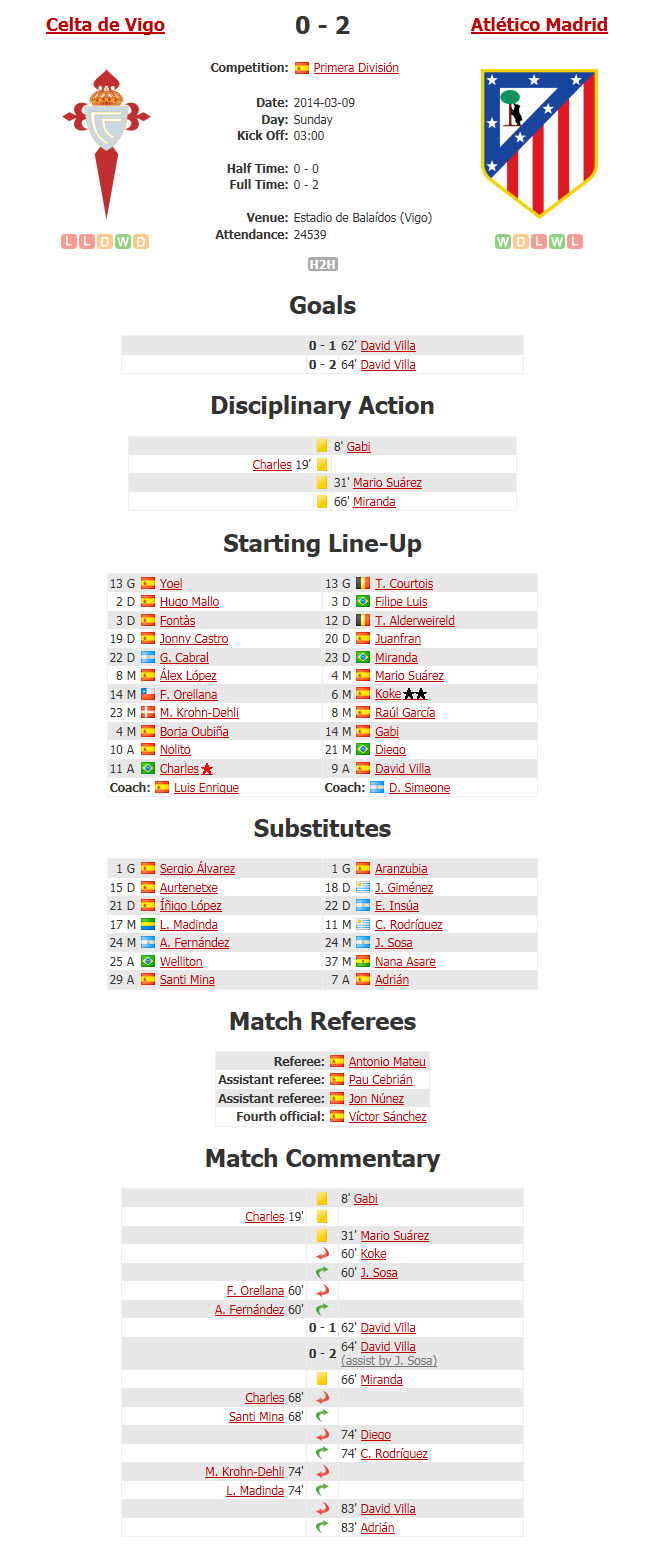 Celta de Vigo 0 - 2 Atlético Madrid
Competition: Primera División
Date: 2014-03-09
Day: Sunday
Kick Off: 03:00
Half Time: 0 - 0
Full Time: 0 - 2
Venue: Estadio de Balaídos (Vigo)
Attendance: 24539
L L D W D W D L W L
H2H
Goals
0 - 1 62' David Villa
0 - 2 64' David Villa
Disciplinary Action
8' Gabi
Charles 19'
31' Mario Suárez
66' Miranda
Starting Line-Up
13 G Yoel 13 G T. Courtois
2 D Hugo Mallo 3 D Filipe Luis
3 D Fontàs 12 D T. Alderweireld
19 D Jonny Castro 20 D Juanfran
22 D G. Cabral 23 D Miranda
8 M Álex López 4 M Mario Suárez
14 M F. Orellana 6 M Koke
23 M M. Krohn-Dehli 8 M Raúl García
4 M Borja Oubiña 14 M Gabi
10 A Nolito 21 M Diego
11 A Charles 9 A David Villa
Coach: Luis Enrique Coach: D. Simeone
Substitutes
1 G Sergio Álvarez 1 G Aranzubia
15 D Aurtenetxe 18 D J. Giménez
21 D Íñigo López 22 D E. Insúa
17 M L. Madinda 11 M C. Rodríguez
24 M A. Fernández 24 M J. Sosa
25 A Welliton 37 M Nana Asare
29 A Santi Mina 7 A Adrián
Match Referees
Referee: Antonio Mateu
Assistant referee: Pau Cebrián
Assistant referee: Jon Núnez
Fourth official: Víctor Sánchez
Match Commentary
8' Gabi
Charles 19'
31' Mario Suárez
60' Koke
60' J. Sosa
F. Orellana 60'
A. Fernández 60'
0 - 1 62' David Villa
0 - 2 64' David Villa
(assist by J. Sosa)
66' Miranda
Charles 68'
Santi Mina 68'
74' Diego
74' C. Rodríguez
M. Krohn-Dehli 74'
L. Madinda 74'
83' David Villa
83' Adrián